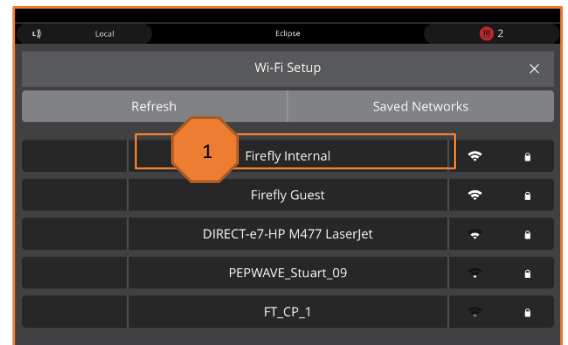 L)) Local Eclipse 2
Wi-Fi Setup ×
Refresh Saved Networks
1 Firefly Internal
Firefly Guest
DIRECT-e7-HP M477 LaserJet
PEPWAVE_Stuart_09
FT_CP_1